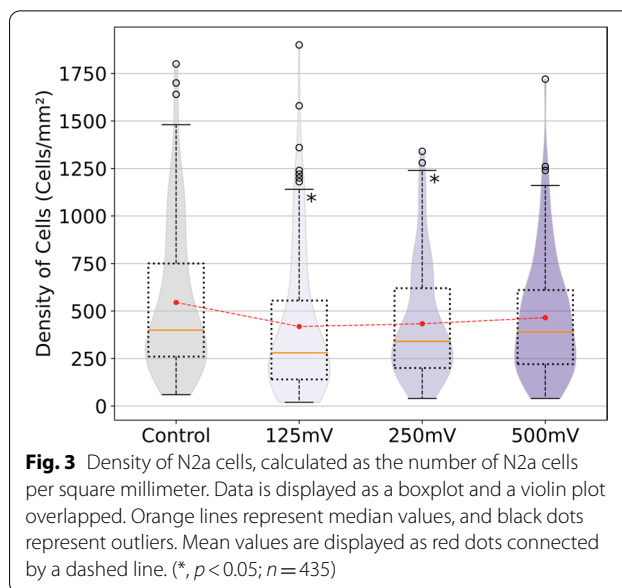 Density of Cells (Cells/mm²)
1750
1500
1250
1000
750
500
250
0
*
*
Control 125mV 250mV 500mV
Fig. 3 Density of N2a cells, calculated as the number of N2a cells
per square millimeter. Data is displayed as a boxplot and a violin plot
overlapped. Orange lines represent median values, and black dots
represent outliers. Mean values are displayed as red dots connected
by a dashed line. (*, p < 0.05; n = 435)